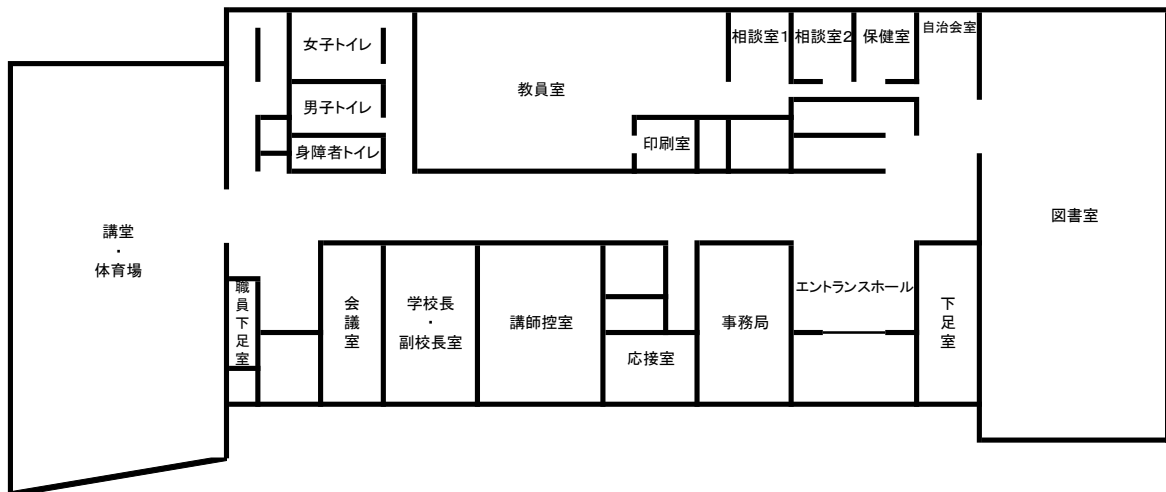 女子トイレ
男子トイレ
身障者トイレ
教員室
印刷室
相談室1
相談室2
保健室
自治会室
講堂
・
体育場
職員下足室
会議室
学校長
・
副校長室
講師控室
応接室
事務局
エントランスホール
下足室
図書室